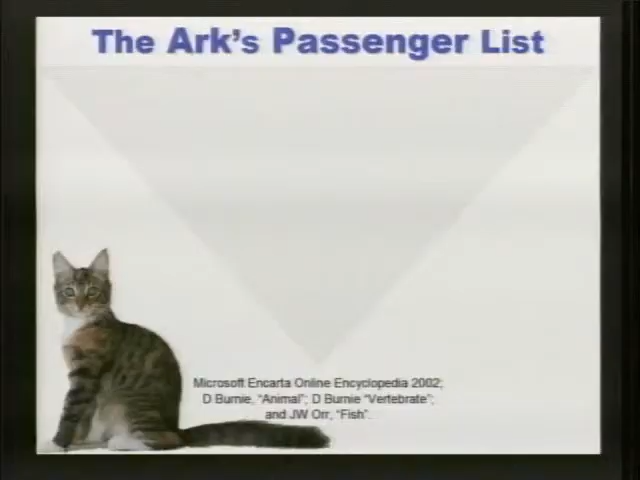 The Ark's Passenger List
Microsoft Encarta Online Encyclopedia 2002;
D Burnie, "Animal"; D Burnie "Vertebrate";
and JW Orr, "Fish".